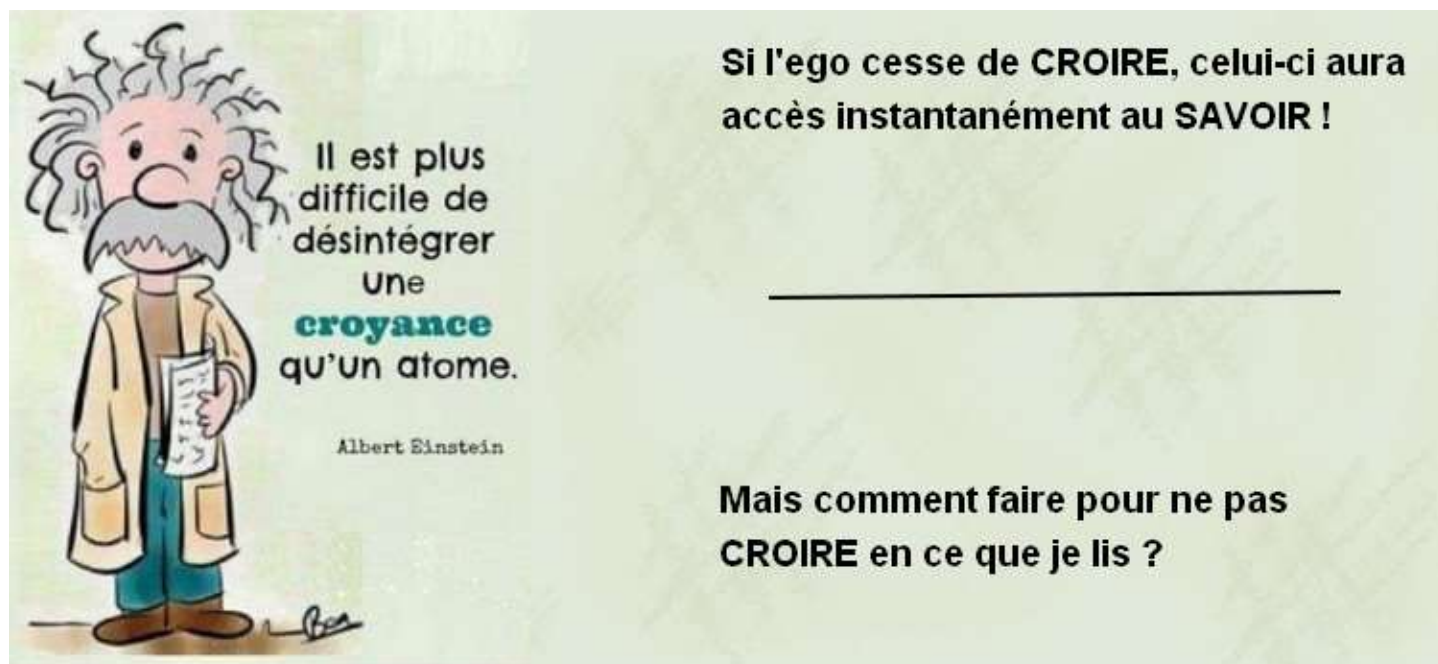 Il est plus
difficile de
désintégrer
une
croyance
qu'un atome.
Albert Einstein
Si l'ego cesse de CROIRE, celui-ci aura
accès instantanément au SAVOIR !
Mais comment faire pour ne pas
CROIRE en ce que je lis ?